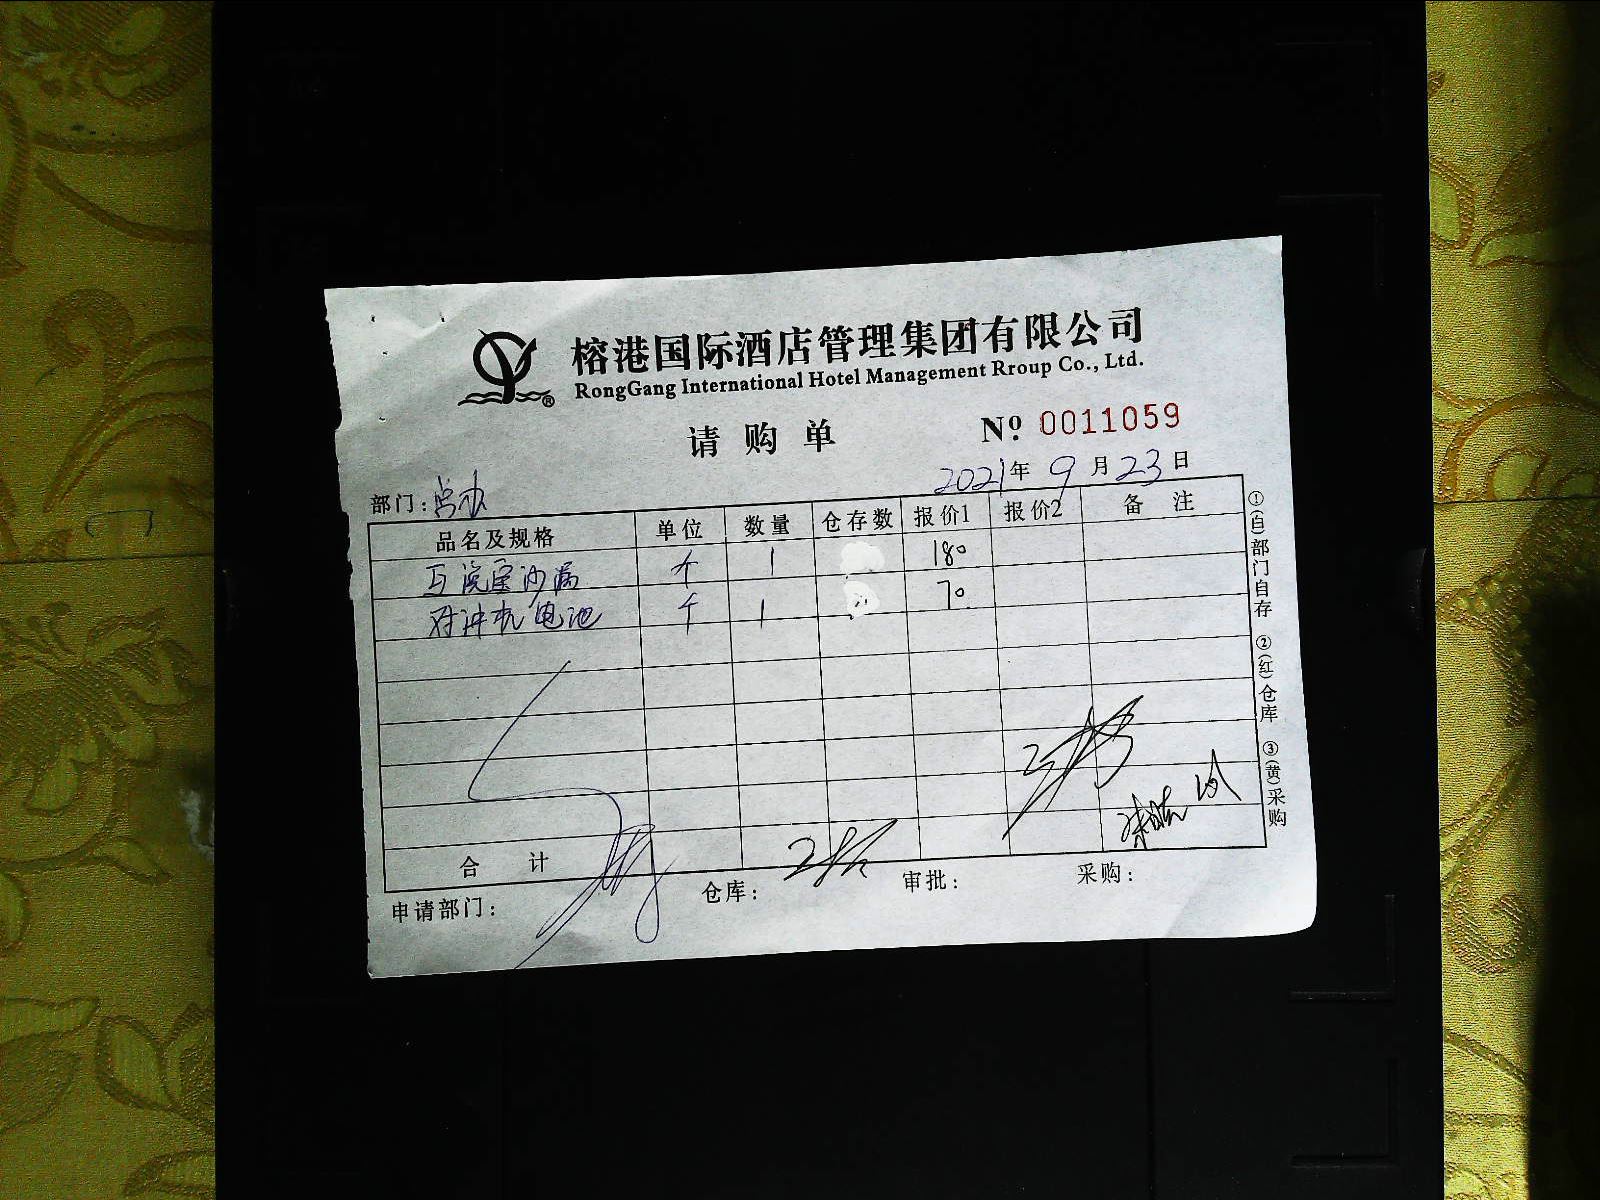 榕港国际酒店管理集团有限公司
RongGang International Hotel Management Rroup Co., Ltd.
®
请购单 Nº 0011059
2021年 9月23日
部门:总办
品名及规格 单位 数量 仓存数 报价1 报价2 备注
沙漏 个 1 180
对冲机电池 个 1 70
合计
申请部门: 仓库: 审批: 采购:
①(白)部门自存 ②(红)仓库 ③(黄)采购